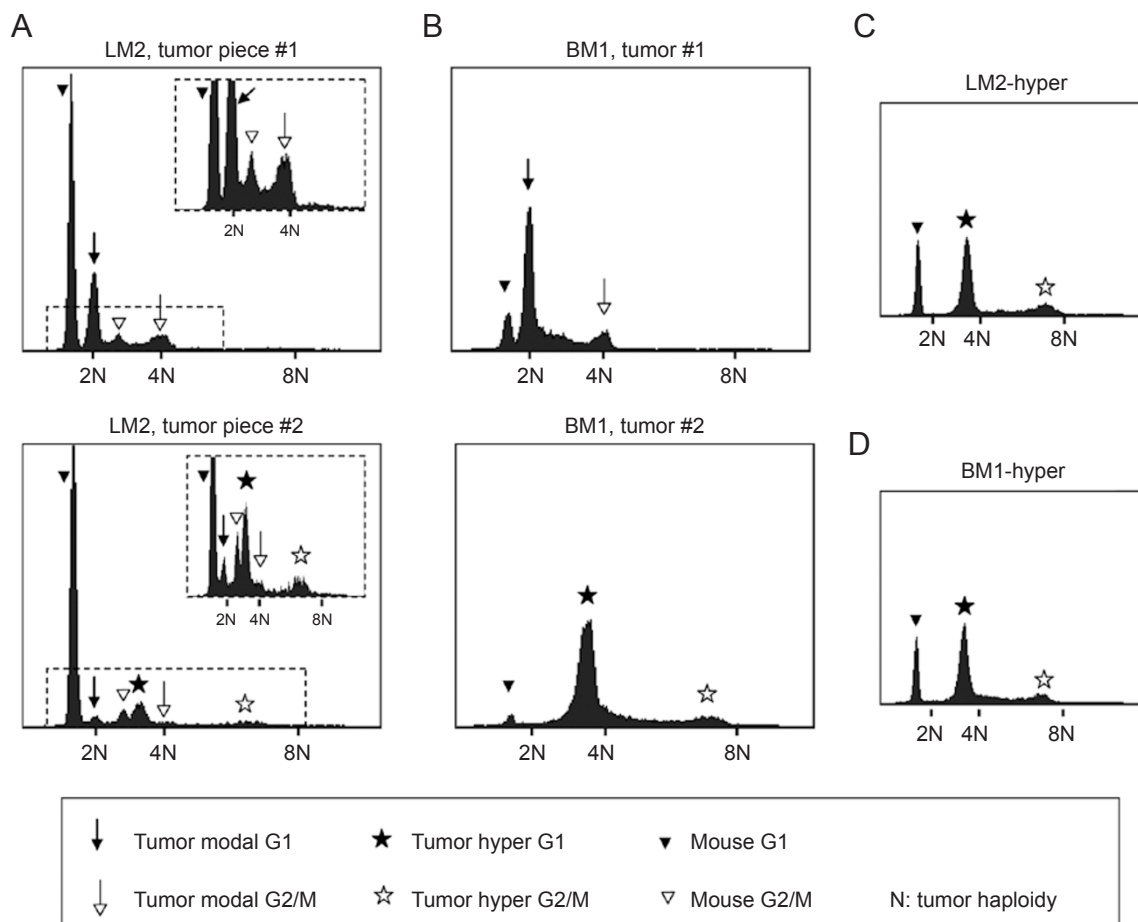 A
LM2, tumor piece #1
2N 4N
2N 4N 8N
LM2, tumor piece #2
2N 4N 8N
2N 4N 8N
B
BM1, tumor #1
2N 4N 8N
BM1, tumor #2
2N 4N 8N
C
LM2-hyper
2N 4N 8N
D
BM1-hyper
2N 4N 8N
Tumor modal G1 Tumor hyper G1 Mouse G1
Tumor modal G2/M Tumor hyper G2/M Mouse G2/M N: tumor haploidy